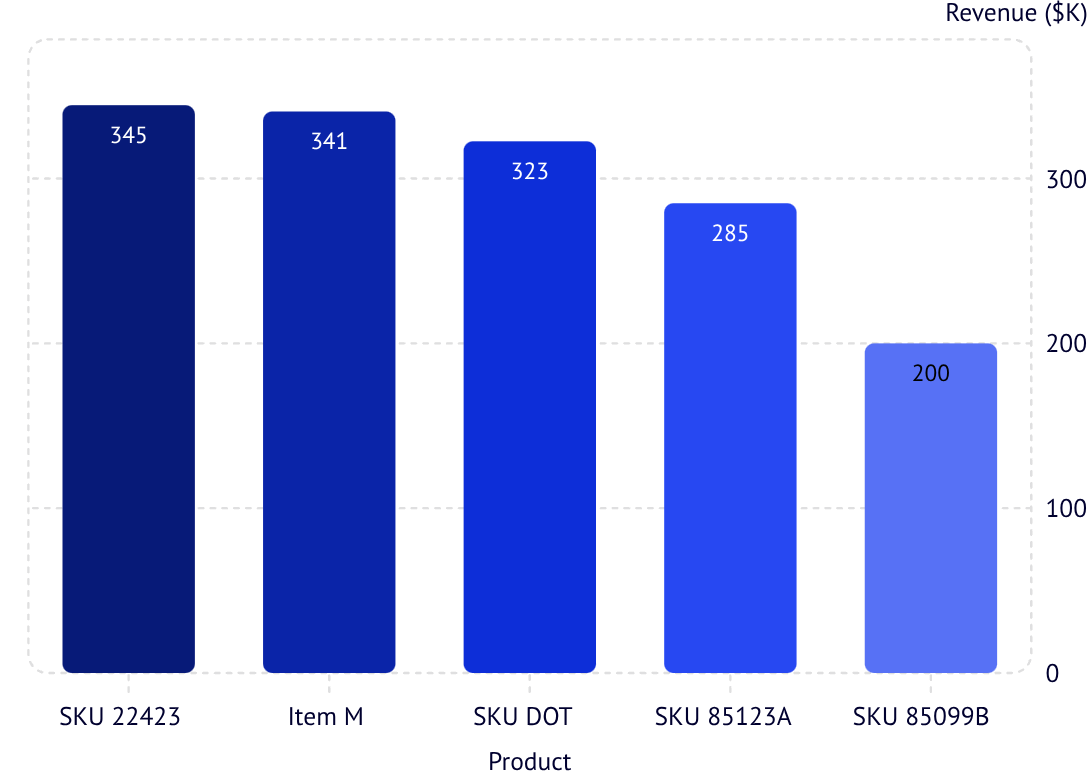 Revenue ($K)
345
341
323
285
200
300
200
100
0
SKU 22423
Item M
SKU DOT
SKU 85123A
SKU 85099B
Product